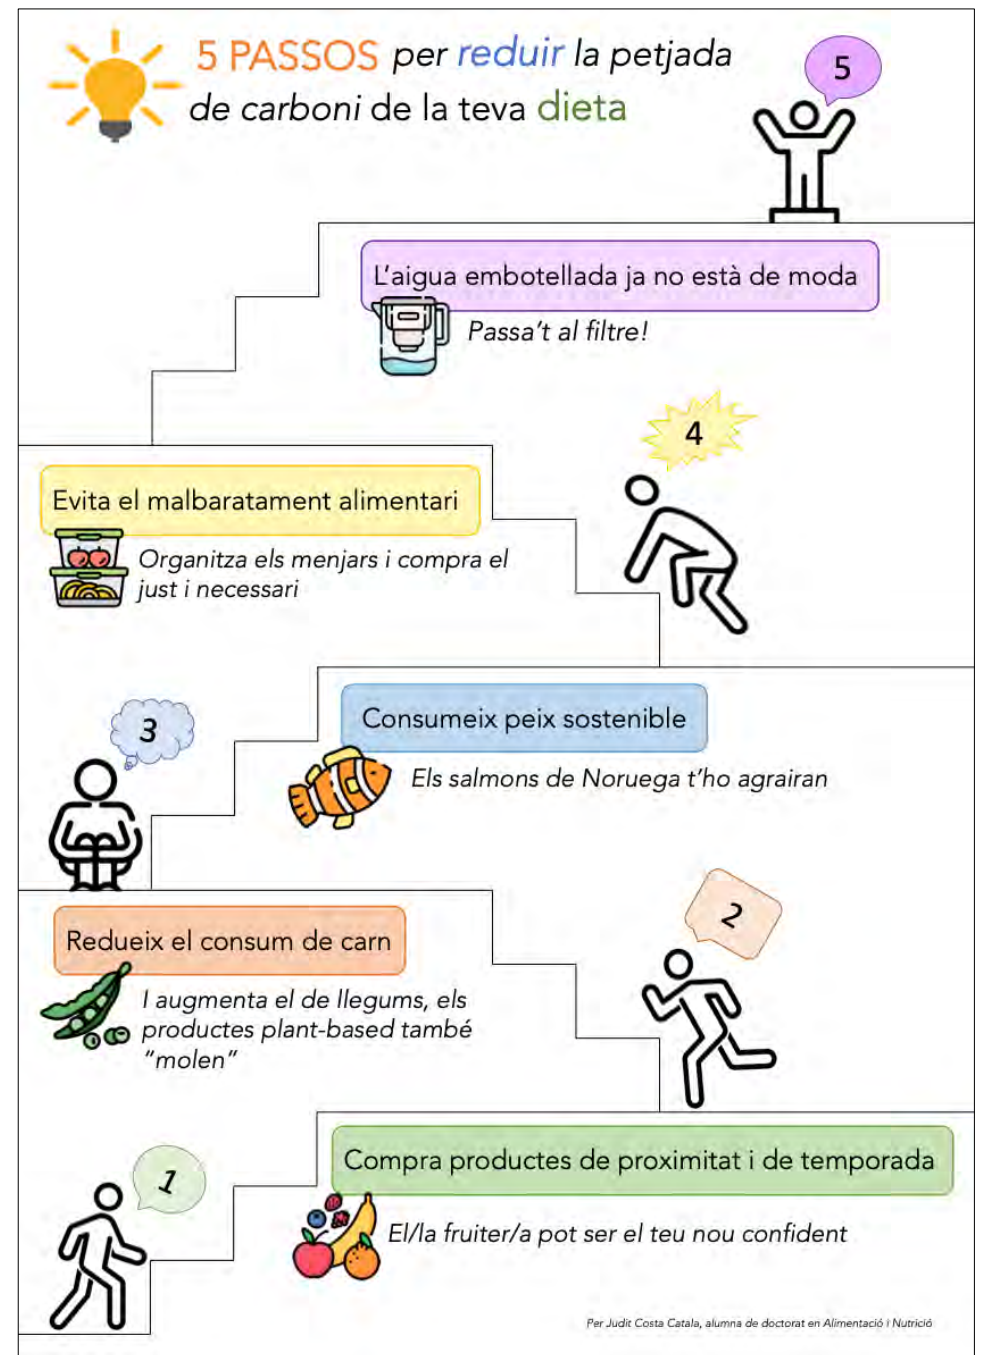 5 PASSOS per reduir la petjada
de carboni de la teva dieta
5
L'aigua embotellada ja no està de moda
Passa't al filtre!
4
Evita el malbaratament alimentari
Organitza els menjars i compra el
just i necessari
3
Consumeix peix sostenible
Els salmons de Noruega t'ho agrairan
2
Redueix el consum de carn
I augmenta el de llegums, els
productes plant-based també
"molen"
1
Compra productes de proximitat i de temporada
El/la fruiter/a pot ser el teu nou confident
Per Judit Costa Catala, alumna de doctorat en Alimentació i Nutrició